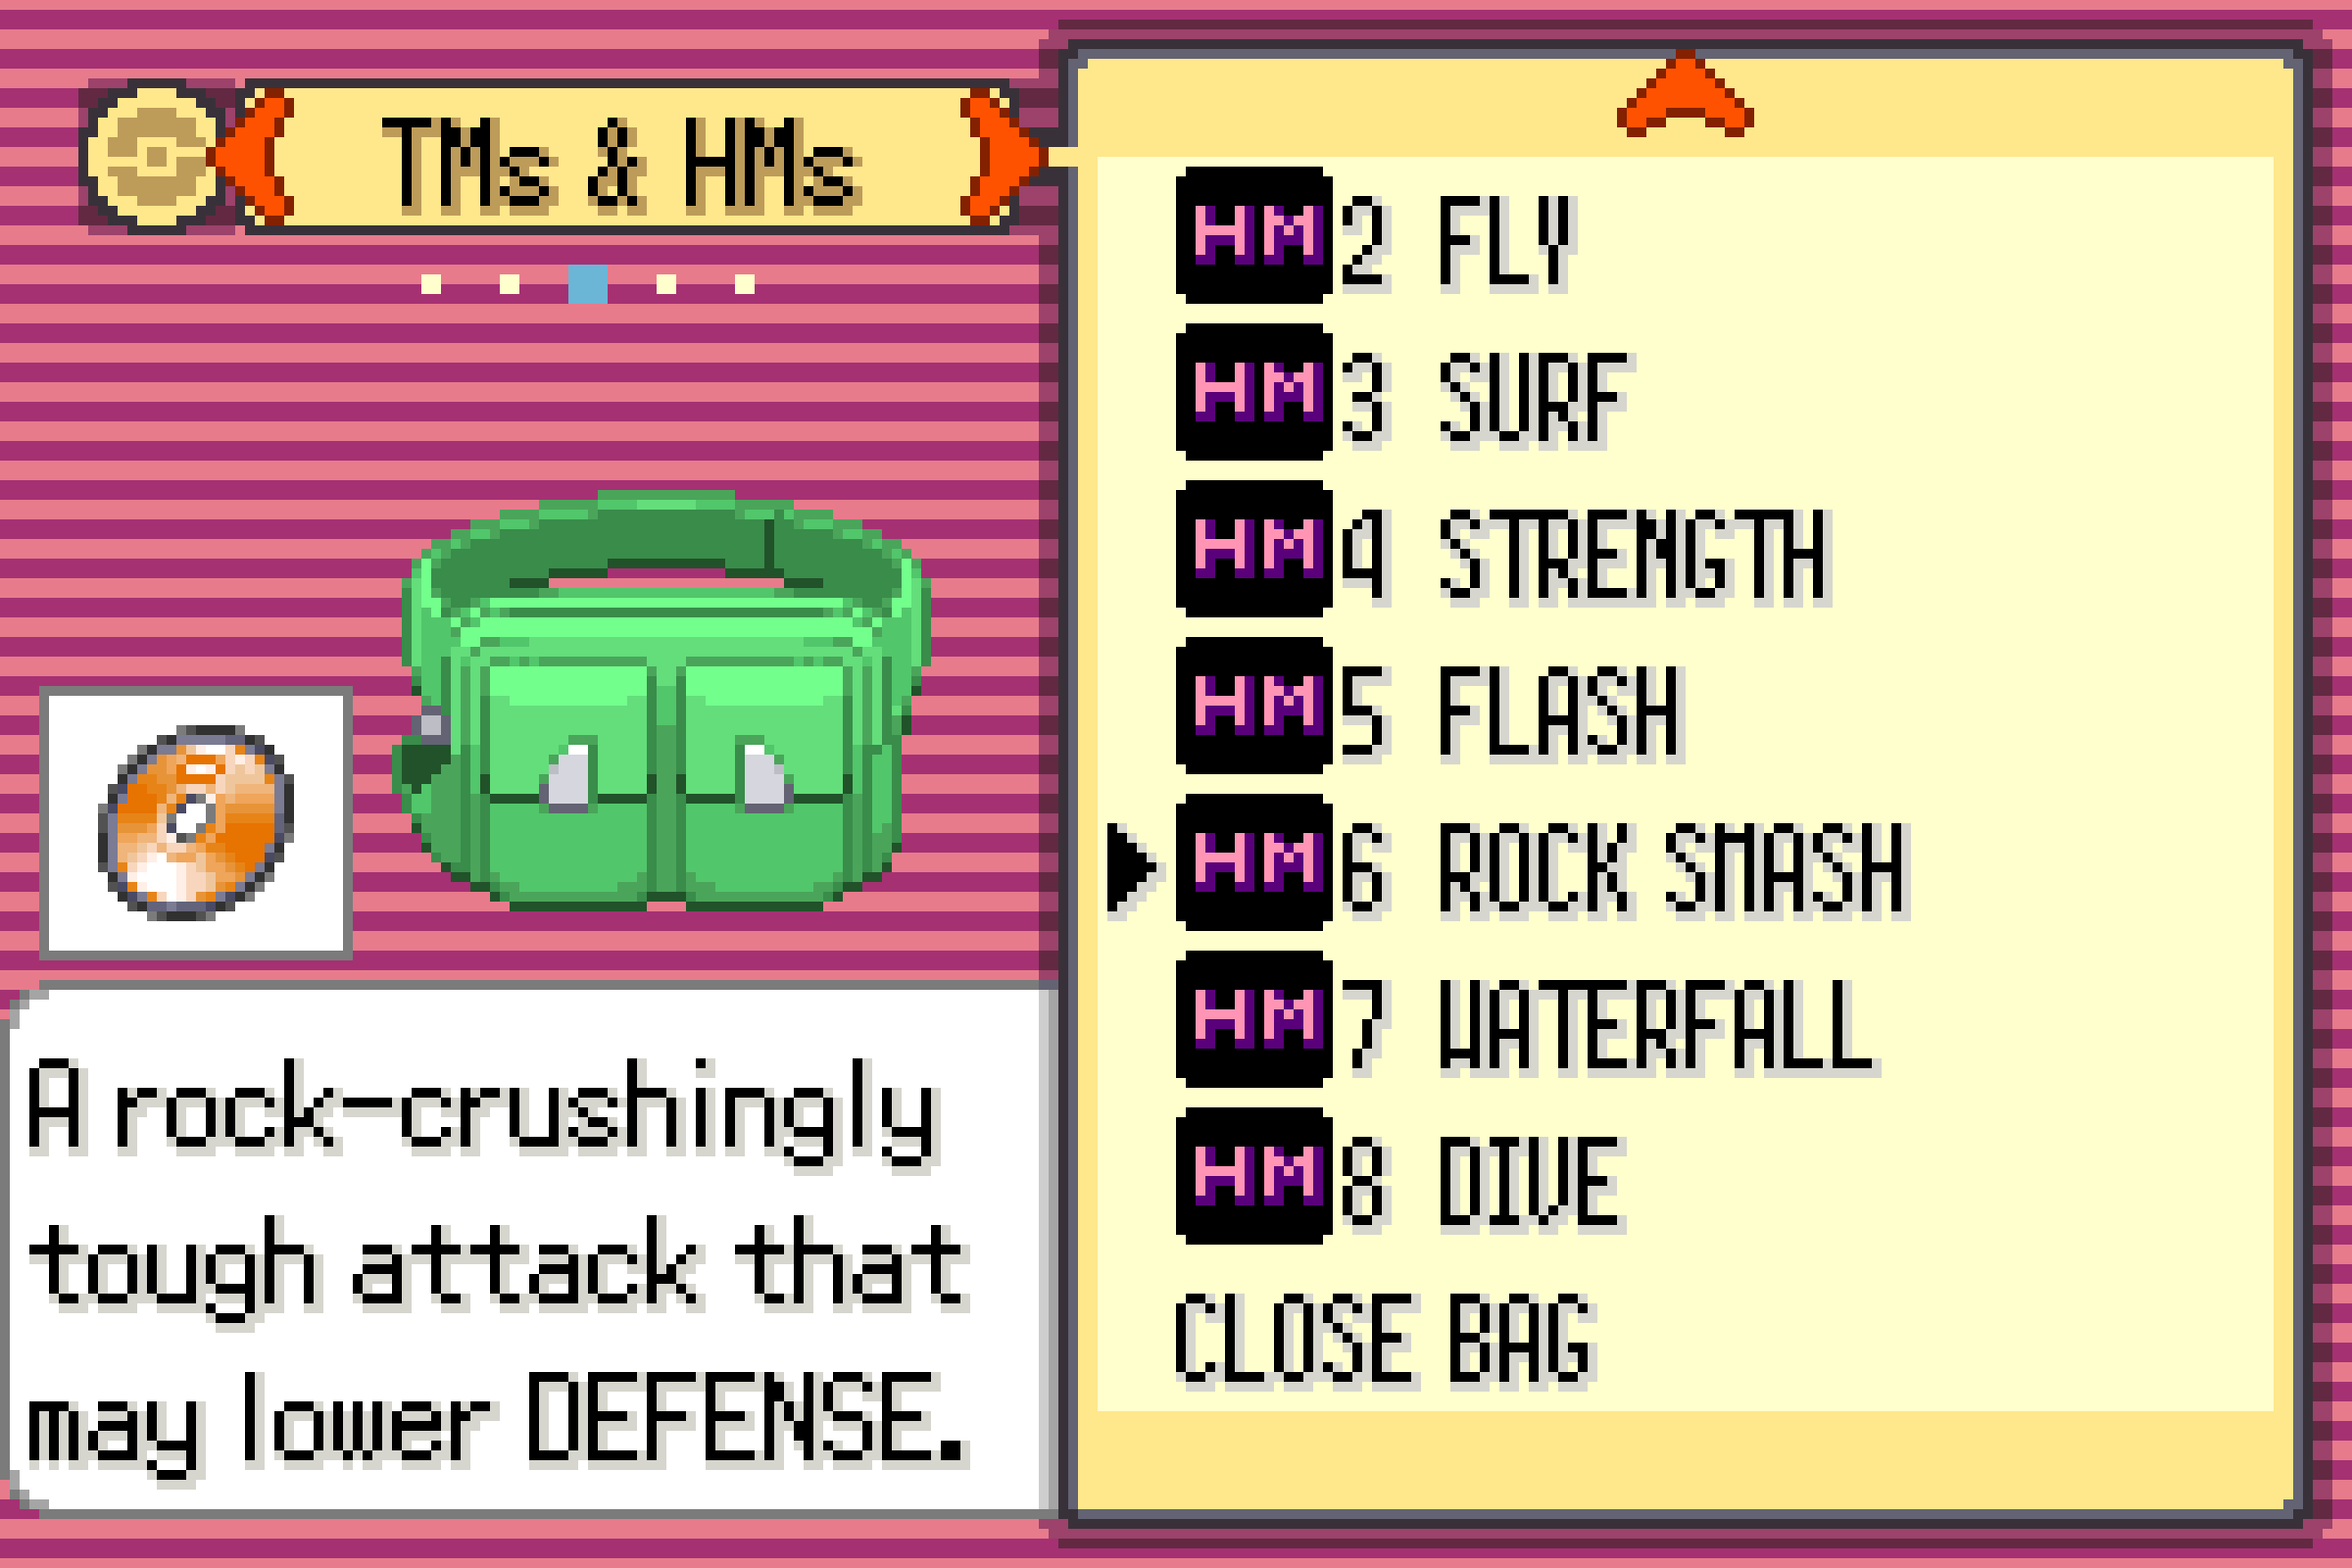 TMs & HMs
HM2 FLY
HM3 SURF
HM4 STRENGTH
HM5 FLASH
HM6 ROCK SMASH
HM7 WATERFALL
HM8 DIVE
CLOSE BAG
A rock-crushingly
tough attack that
may lower DEFENSE.